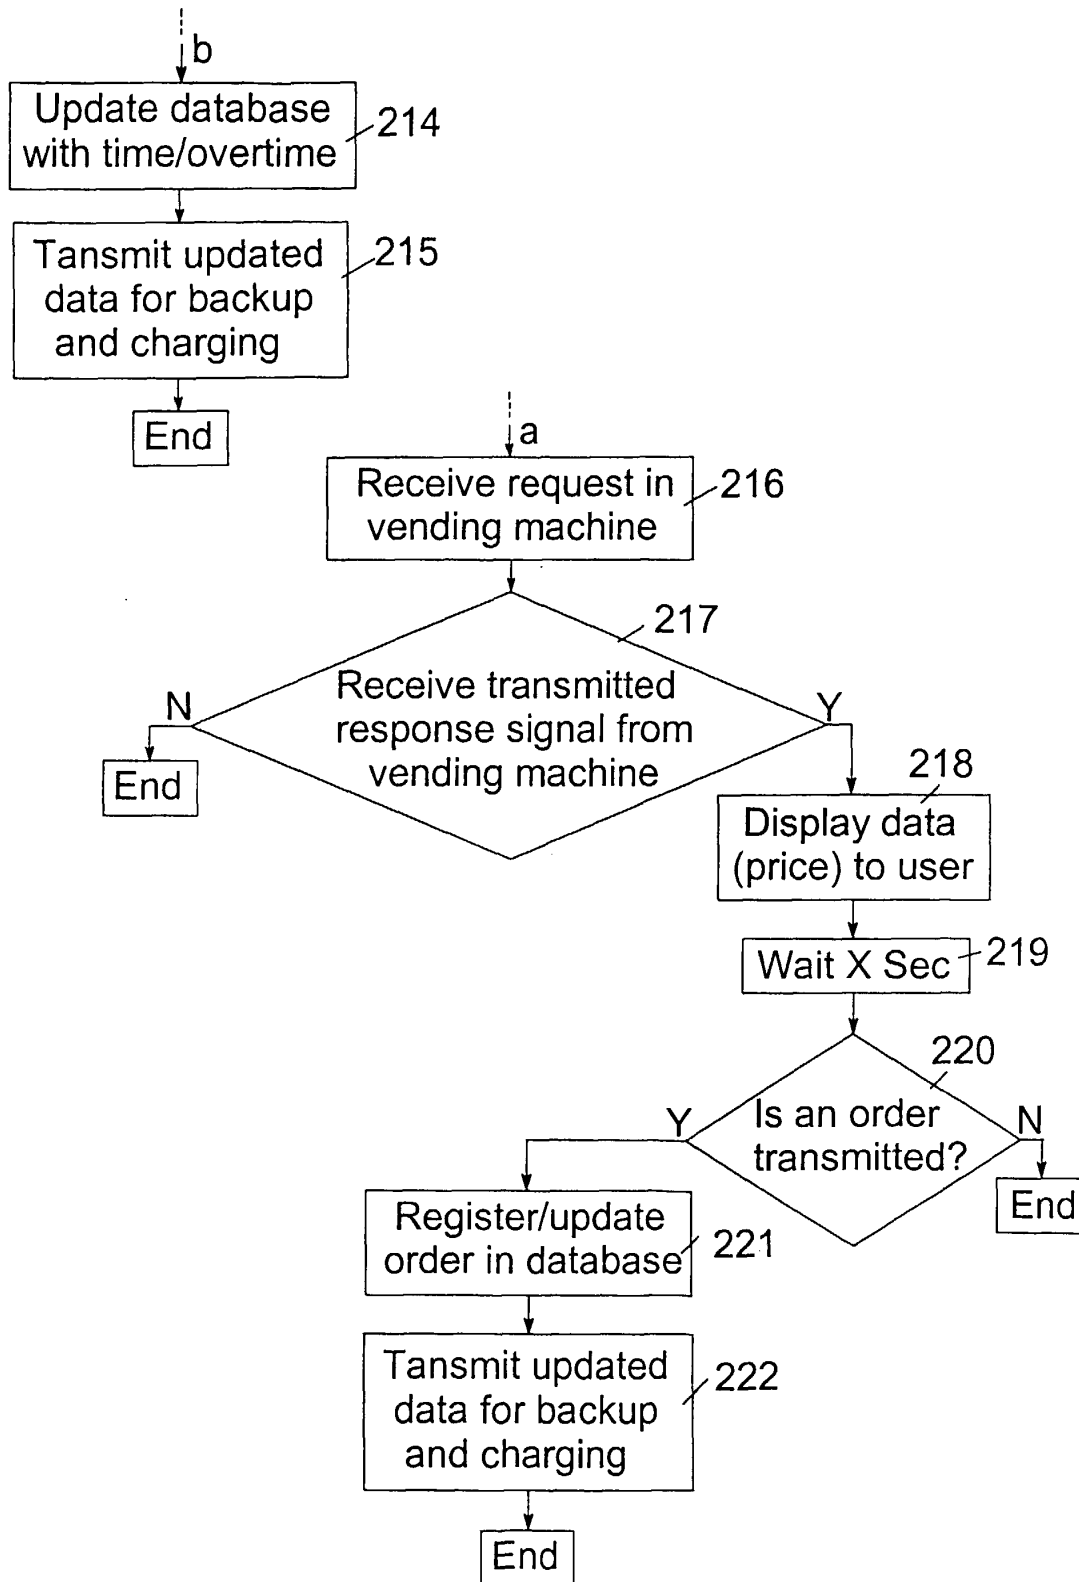 b
Update database
with time/overtime
214
Tansmit updated
data for backup
and charging
215
End
a
Receive request in
vending machine
216
217
Receive transmitted
response signal from
vending machine
N
Y
End
218
Display data
(price) to user
Wait X Sec
219
220
Is an order
transmitted?
Y
N
End
Register/update
order in database
221
Tansmit updated
data for backup
and charging
222
End